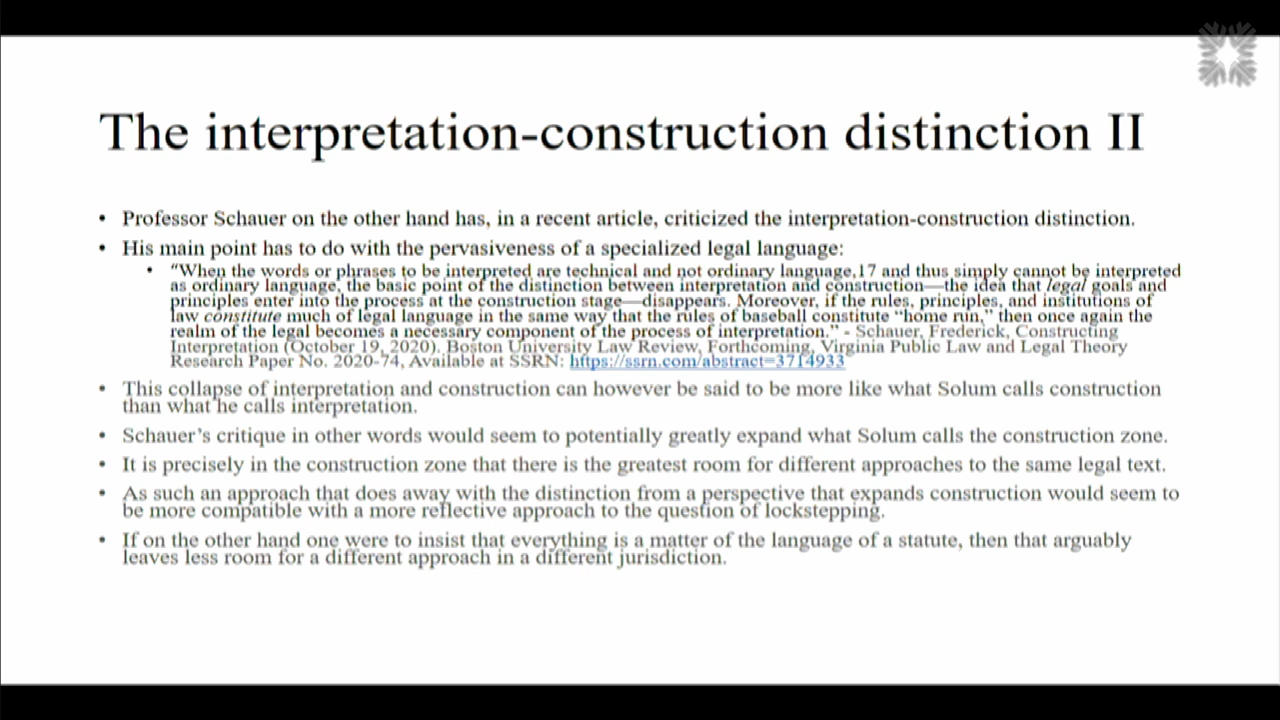 The interpretation-construction distinction II
• Professor Schauer on the other hand has, in a recent article, criticized the interpretation-construction distinction.
• His main point has to do with the pervasiveness of a specialized legal language:
• “When the words or phrases to be interpreted are technical and not ordinary language,17 and thus simply cannot be interpreted
as ordinary language, the basic point of the distinction between interpretation and construction—the idea that legal goals and
principles enter into the process at the construction stage—disappears. Moreover, if the rules, principles, and institutions of
law constitute much of legal language in the same way that the rules of baseball constitute “home run,” then once again the
realm of the legal becomes a necessary component of the process of interpretation.” - Schauer, Frederick, Constructing
Interpretation (October 19, 2020). Boston University Law Review, Forthcoming, Virginia Public Law and Legal Theory
Research Paper No. 2020-74, Available at SSRN: https://ssrn.com/abstract=3714933
• This collapse of interpretation and construction can however be said to be more like what Solum calls construction
than what he calls interpretation.
• Schauer’s critique in other words would seem to potentially greatly expand what Solum calls the construction zone.
• It is precisely in the construction zone that there is the greatest room for different approaches to the same legal text.
• As such an approach that does away with the distinction from a perspective that expands construction would seem to
be more compatible with a more reflective approach to the question of lockstepping.
• If on the other hand one were to insist that everything is a matter of the language of a statute, then that arguably
leaves less room for a different approach in a different jurisdiction.